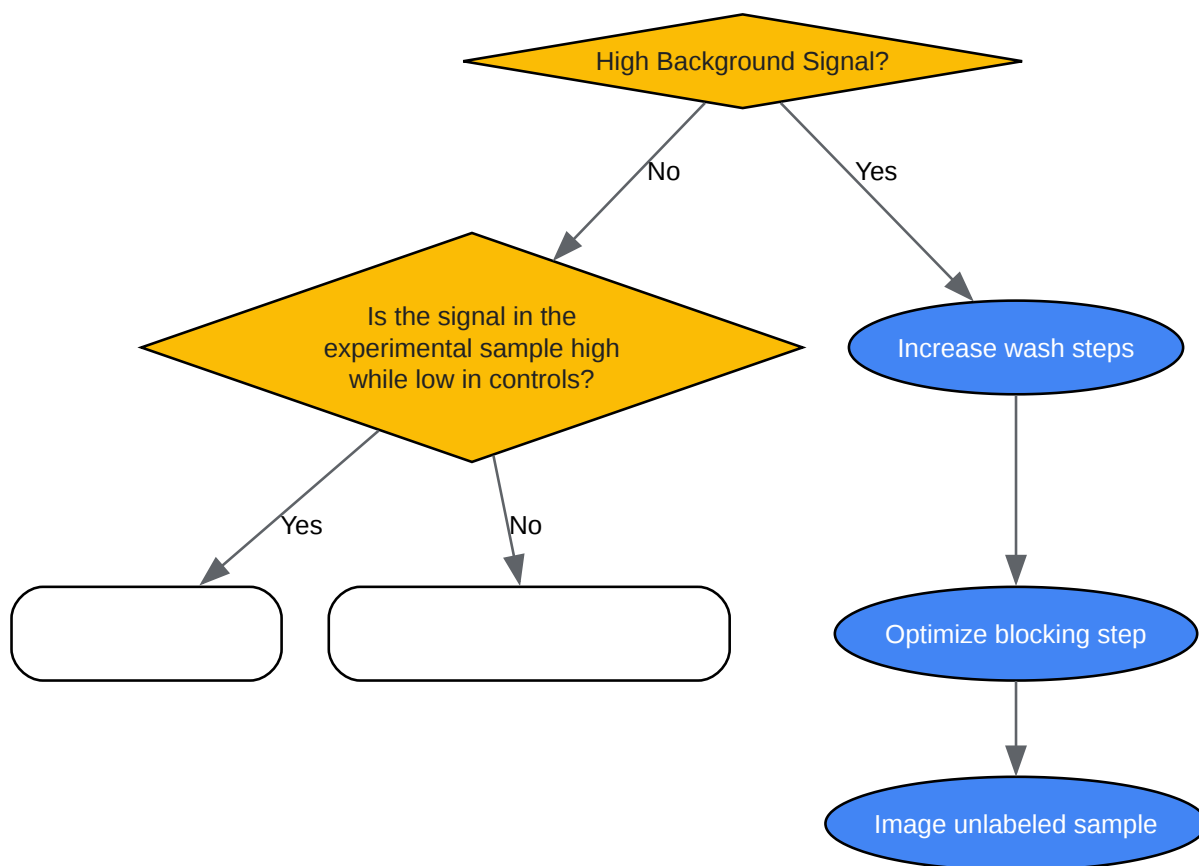 High Background Signal?
No
Yes
Is the signal in the
experimental sample high
while low in controls?
Increase wash steps
Yes
No
Optimize blocking step
Image unlabeled sample